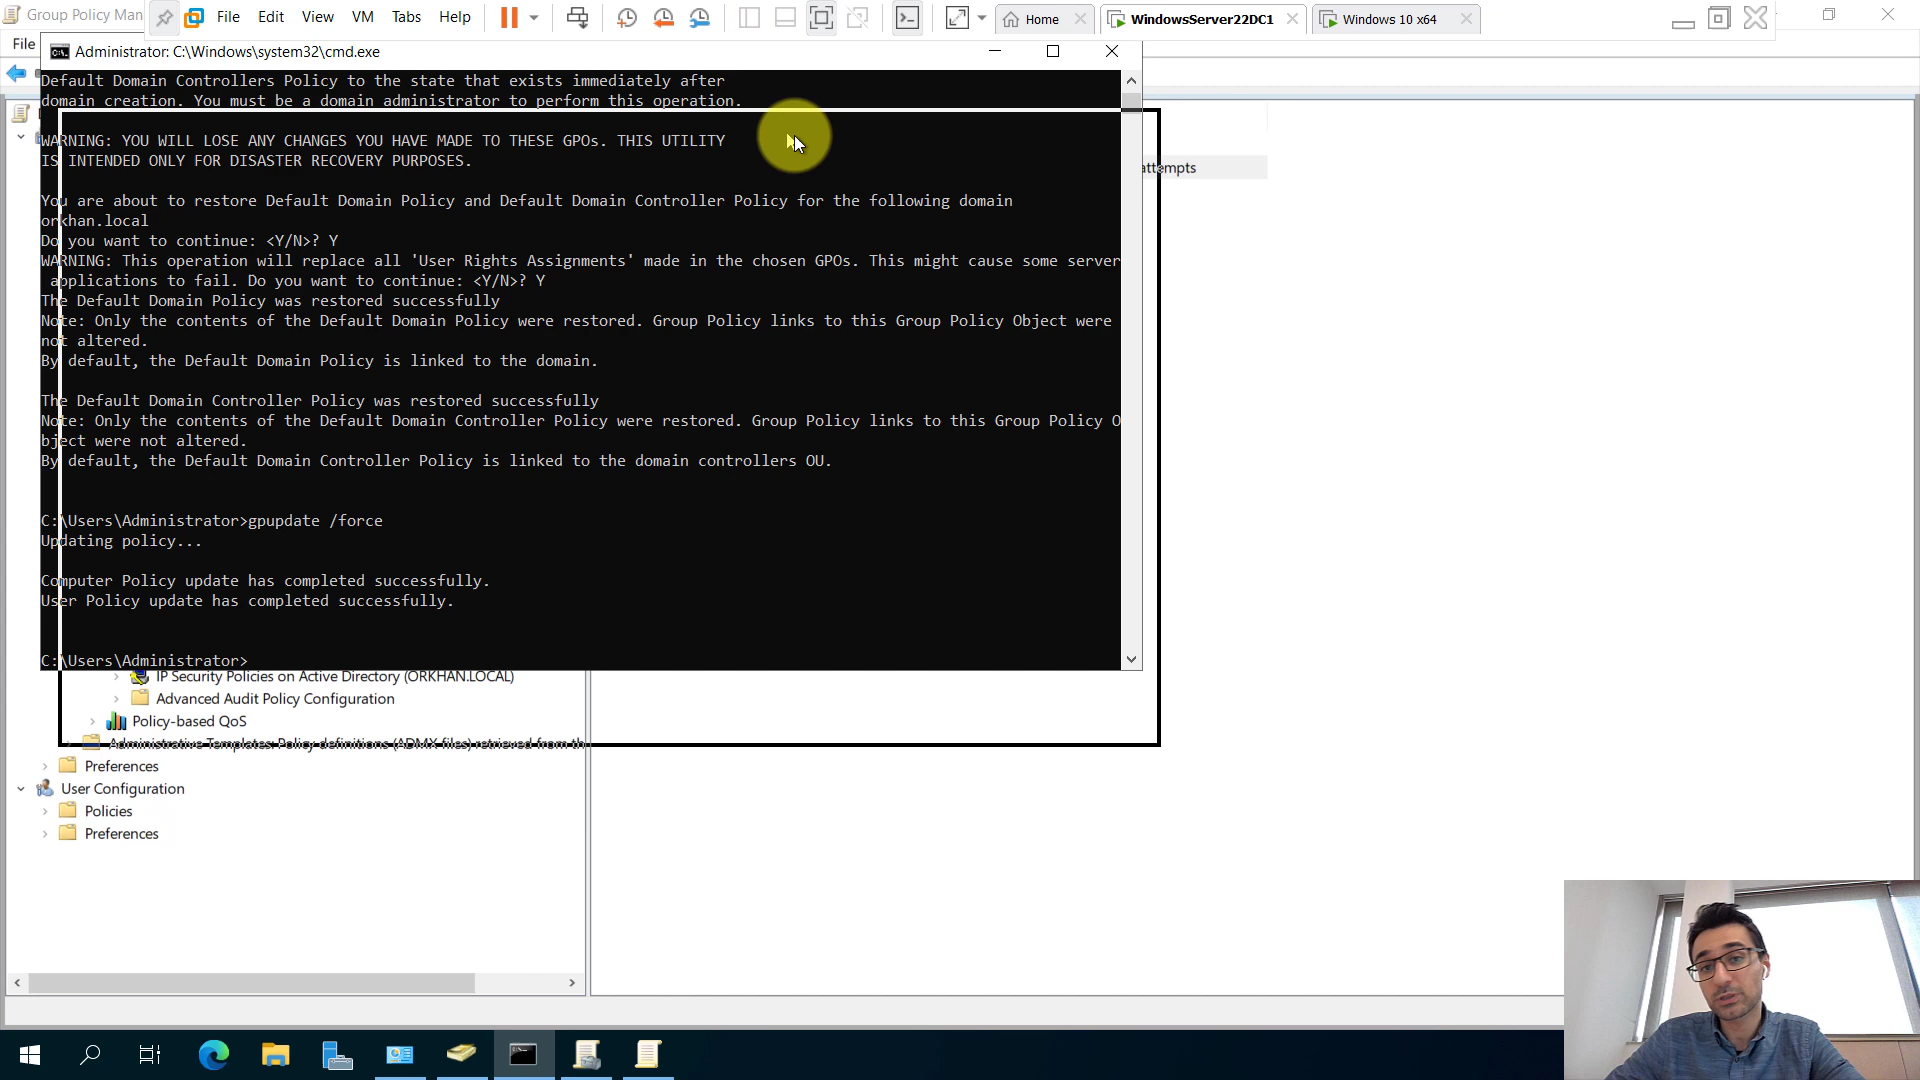 Group Policy Man
File Edit View VM Tabs Help
Home
WindowsServer22DC1
Windows 10 x64
File
Administrator: C:\Windows\system32\cmd.exe
Default Domain Controllers Policy to the state that exists immediately after
domain creation. You must be a domain administrator to perform this operation.
WARNING: YOU WILL LOSE ANY CHANGES YOU HAVE MADE TO THESE GPOs. THIS UTILITY
IS INTENDED ONLY FOR DISASTER RECOVERY PURPOSES.
attempts
You are about to restore Default Domain Policy and Default Domain Controller Policy for the following domain
orkhan.local
Do you want to continue: <Y/N>? Y
WARNING: This operation will replace all 'User Rights Assignments' made in the chosen GPOs. This might cause some server
applications to fail. Do you want to continue: <Y/N>? Y
The Default Domain Policy was restored successfully
Note: Only the contents of the Default Domain Policy were restored. Group Policy links to this Group Policy Object were
not altered.
By default, the Default Domain Policy is linked to the domain.
The Default Domain Controller Policy was restored successfully
Note: Only the contents of the Default Domain Controller Policy were restored. Group Policy links to this Group Policy O
bject were not altered.
By default, the Default Domain Controller Policy is linked to the domain controllers OU.
C:\Users\Administrator>gpupdate /force
Updating policy...
Computer Policy update has completed successfully.
User Policy update has completed successfully.
C:\Users\Administrator>
IP Security Policies on Active Directory (ORKHAN.LOCAL)
Advanced Audit Policy Configuration
Policy-based QoS
Administrative Templates: Policy definitions (ADMX files) retrieved from th
Preferences
User Configuration
Policies
Preferences